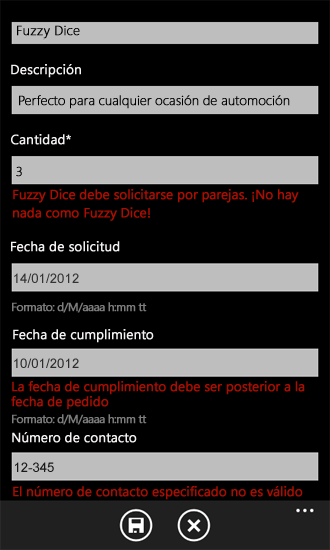 Fuzzy Dice
Descripción
Perfecto para cualquier ocasión de automoción
Cantidad*
3
Fuzzy Dice debe solicitarse por parejas. ¡No hay
nada como Fuzzy Dice!
Fecha de solicitud
14/01/2012
Formato: d/M/aaaa h:mm tt
Fecha de cumplimiento
10/01/2012
La fecha de cumplimiento debe ser posterior a la
fecha de pedido
Formato: d/M/aaaa h:mm tt
Número de contacto
12-345
El número de contacto especificado no es válido